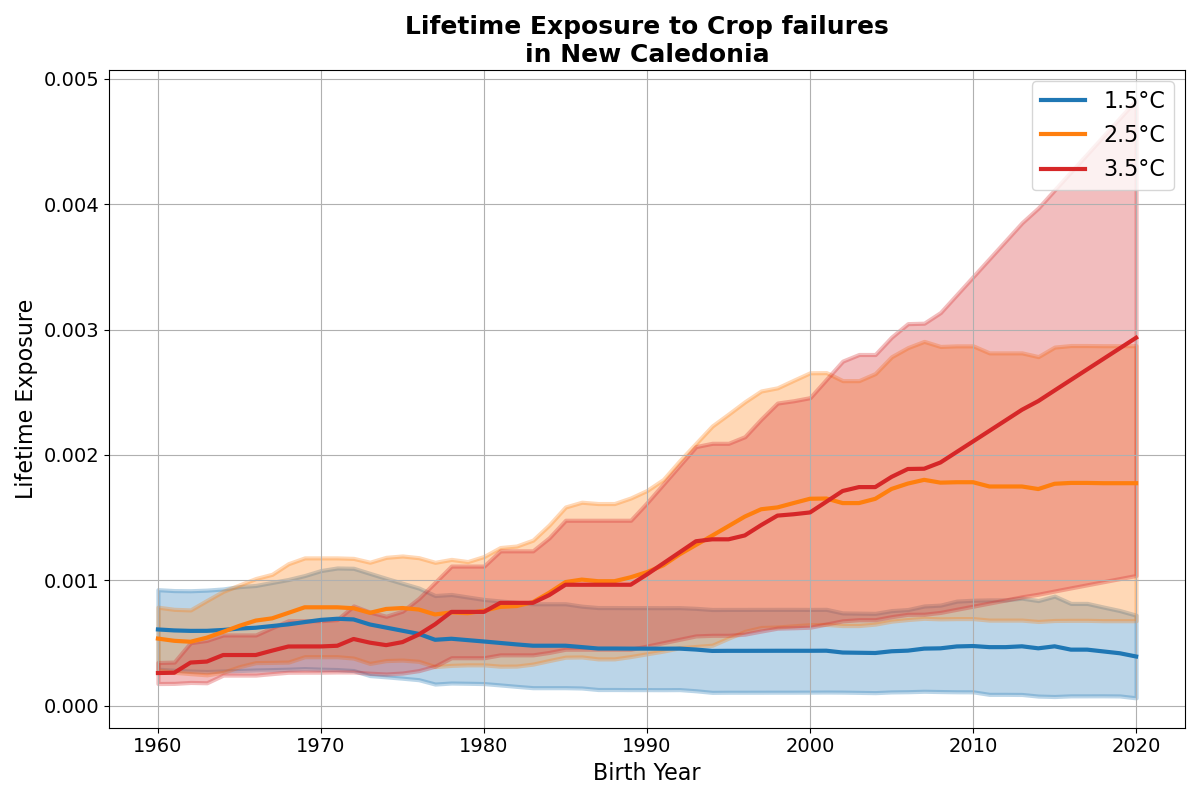 Lifetime Exposure to Crop failures
in New Caledonia
1.5°C
2.5°C
3.5°C
Lifetime Exposure
0.005
0.004
0.003
0.002
0.001
0.000
1960 1970 1980 1990 2000 2010 2020
Birth Year